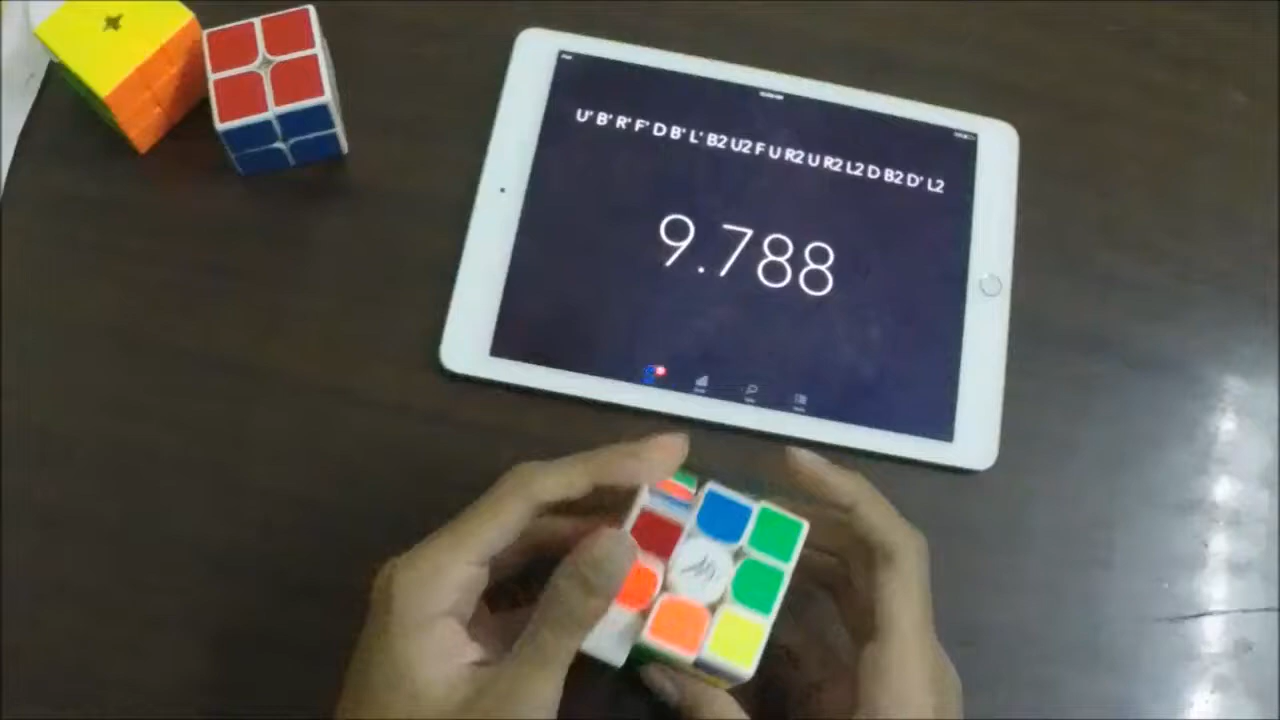 U' B' R' F' D B' L' B2 U2 F U R2 U R2 L2 D B2 D' L2
9.788